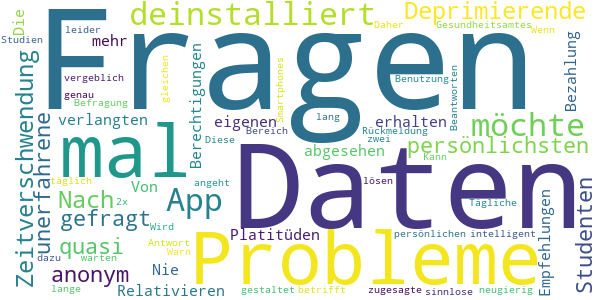 Fragen
Daten
Probleme
mal
deinstalliert
Deprimierende
möchte
persönlichsten
App
Nach
gefragt
quasi
anonym
Zeitverschwendung
unerfahrene
Studenten
Die
Studien
leider
mehr
vergeblich
genau
Befragung
verlangten
gleichen
Berechtigungen
eigenen
Bereich
Diese
Smartphones
lang
abgesehen
erhalten
Rückmeldung
zwei
Benutzung
Daher
Gesundheitsamtes
Wenn
Beantworten
Bezahlung
Kann
täglich
Von
2x
Wird
angeht
lösen
Tägliche
Platitüden
persönlichen
intelligent
Empfehlungen
dazu
warten
lange
Antwort
Warn
Nie
Relativieren
gestaltet
betrifft
zugesagte
sinnlose
neugierig